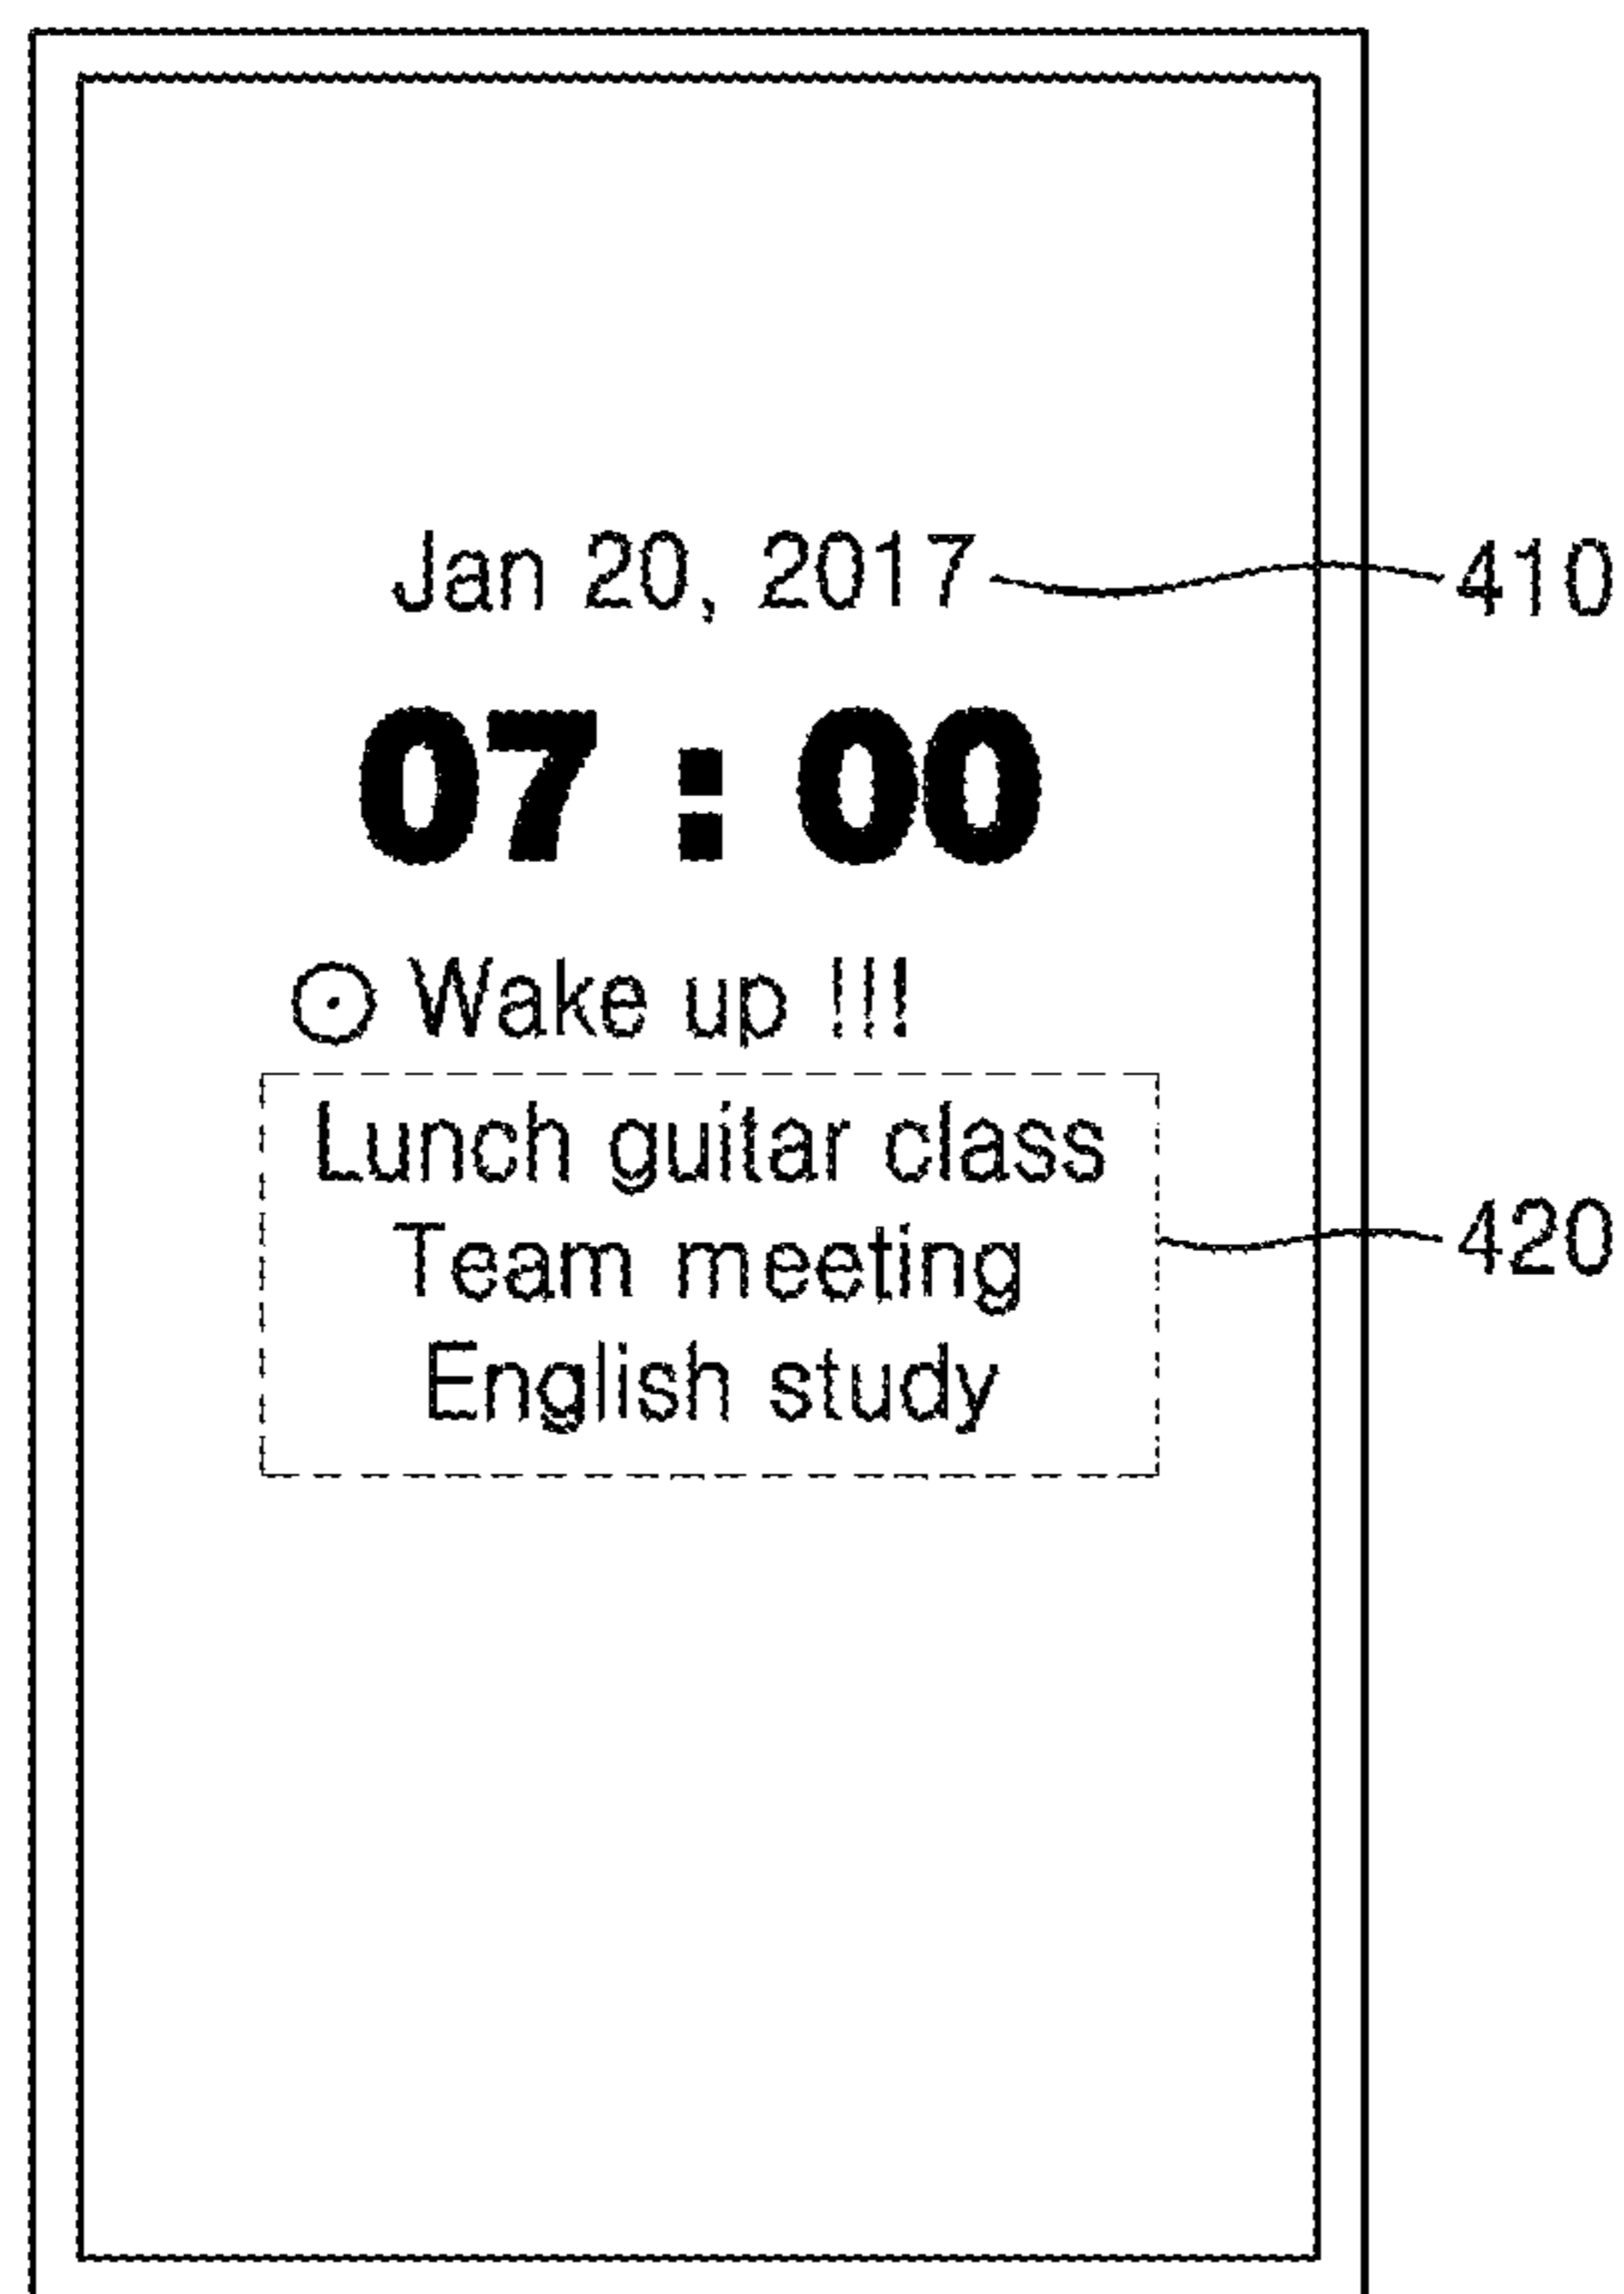 Jan 20, 2017 410
07 : 00
Wake up !!!
Lunch guitar class
Team meeting 420
English study